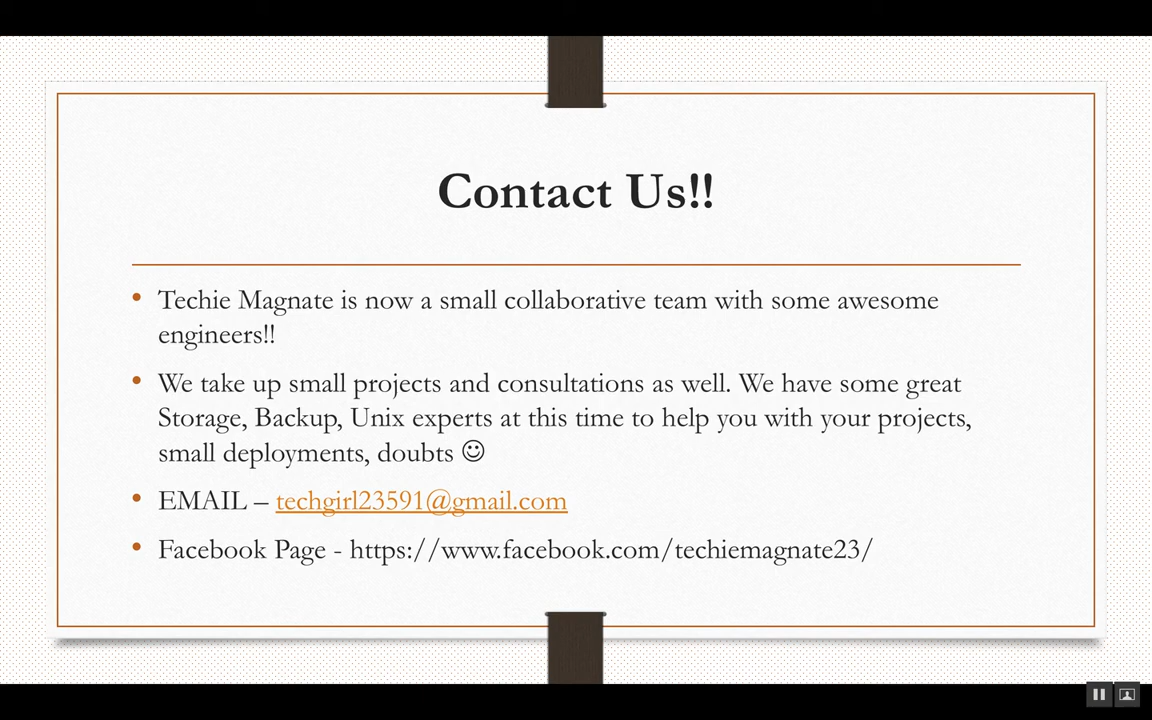 Contact Us!!
• Techie Magnate is now a small collaborative team with some awesome
engineers!!
• We take up small projects and consultations as well. We have some great
Storage, Backup, Unix experts at this time to help you with your projects,
small deployments, doubts ☺
• EMAIL – techgirl23591@gmail.com
• Facebook Page - https://www.facebook.com/techiemagnate23/